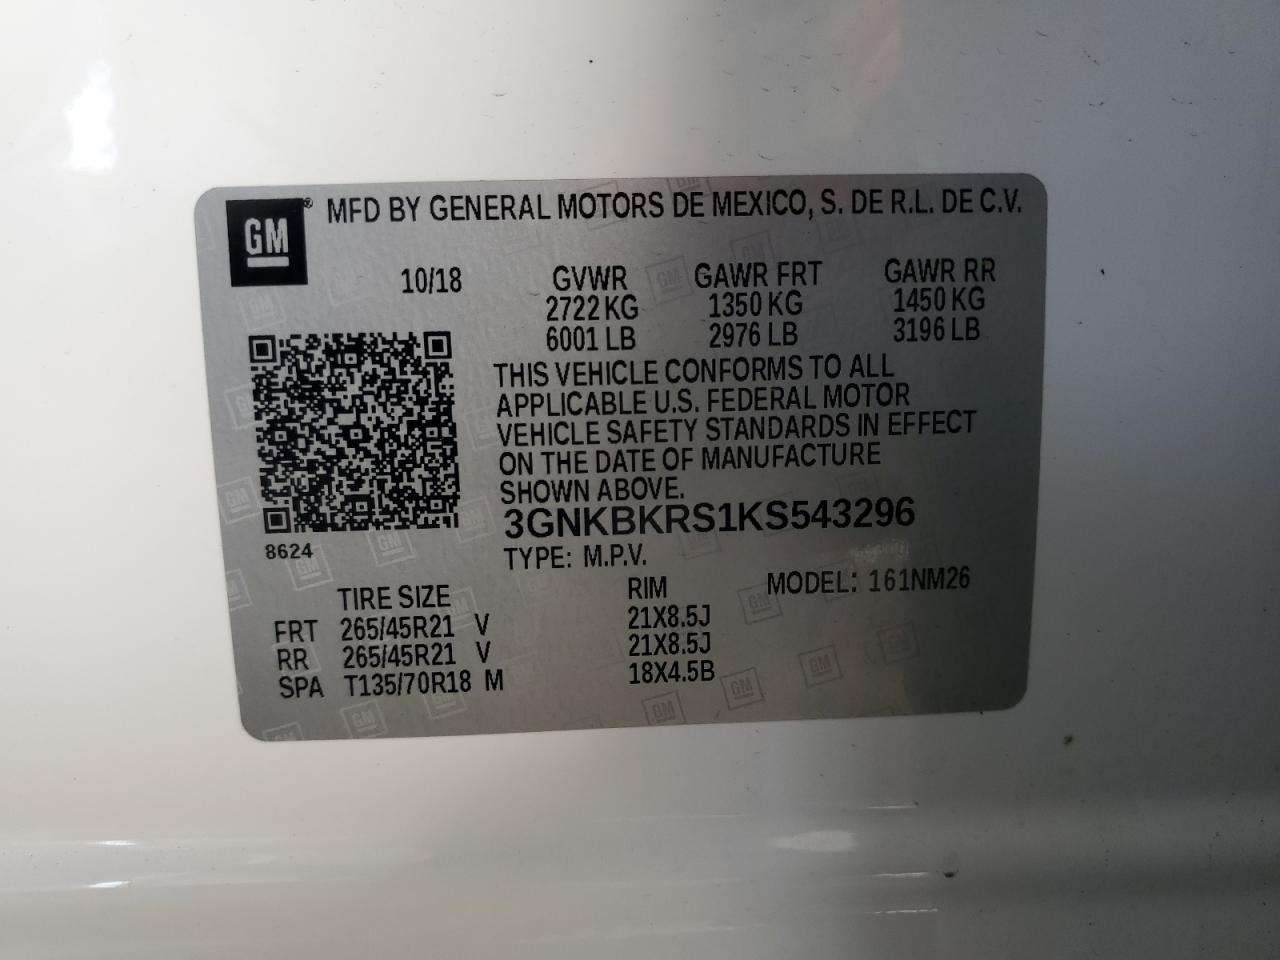 GM ® MFD BY GENERAL MOTORS DE MEXICO, S. DE R.L. DE C.V.
10/18 GVWR GAWR FRT GAWR RR
2722 KG 1350 KG 1450 KG
6001 LB 2976 LB 3196 LB
THIS VEHICLE CONFORMS TO ALL
APPLICABLE U.S. FEDERAL MOTOR
VEHICLE SAFETY STANDARDS IN EFFECT
ON THE DATE OF MANUFACTURE
SHOWN ABOVE.
3GNKBKRS1KS543296
8624
TYPE: M.P.V.
TIRE SIZE RIM MODEL: 161NM26
FRT 265/45R21 V 21X8.5J
RR 265/45R21 V 21X8.5J
SPA T135/70R18 M 18X4.5B